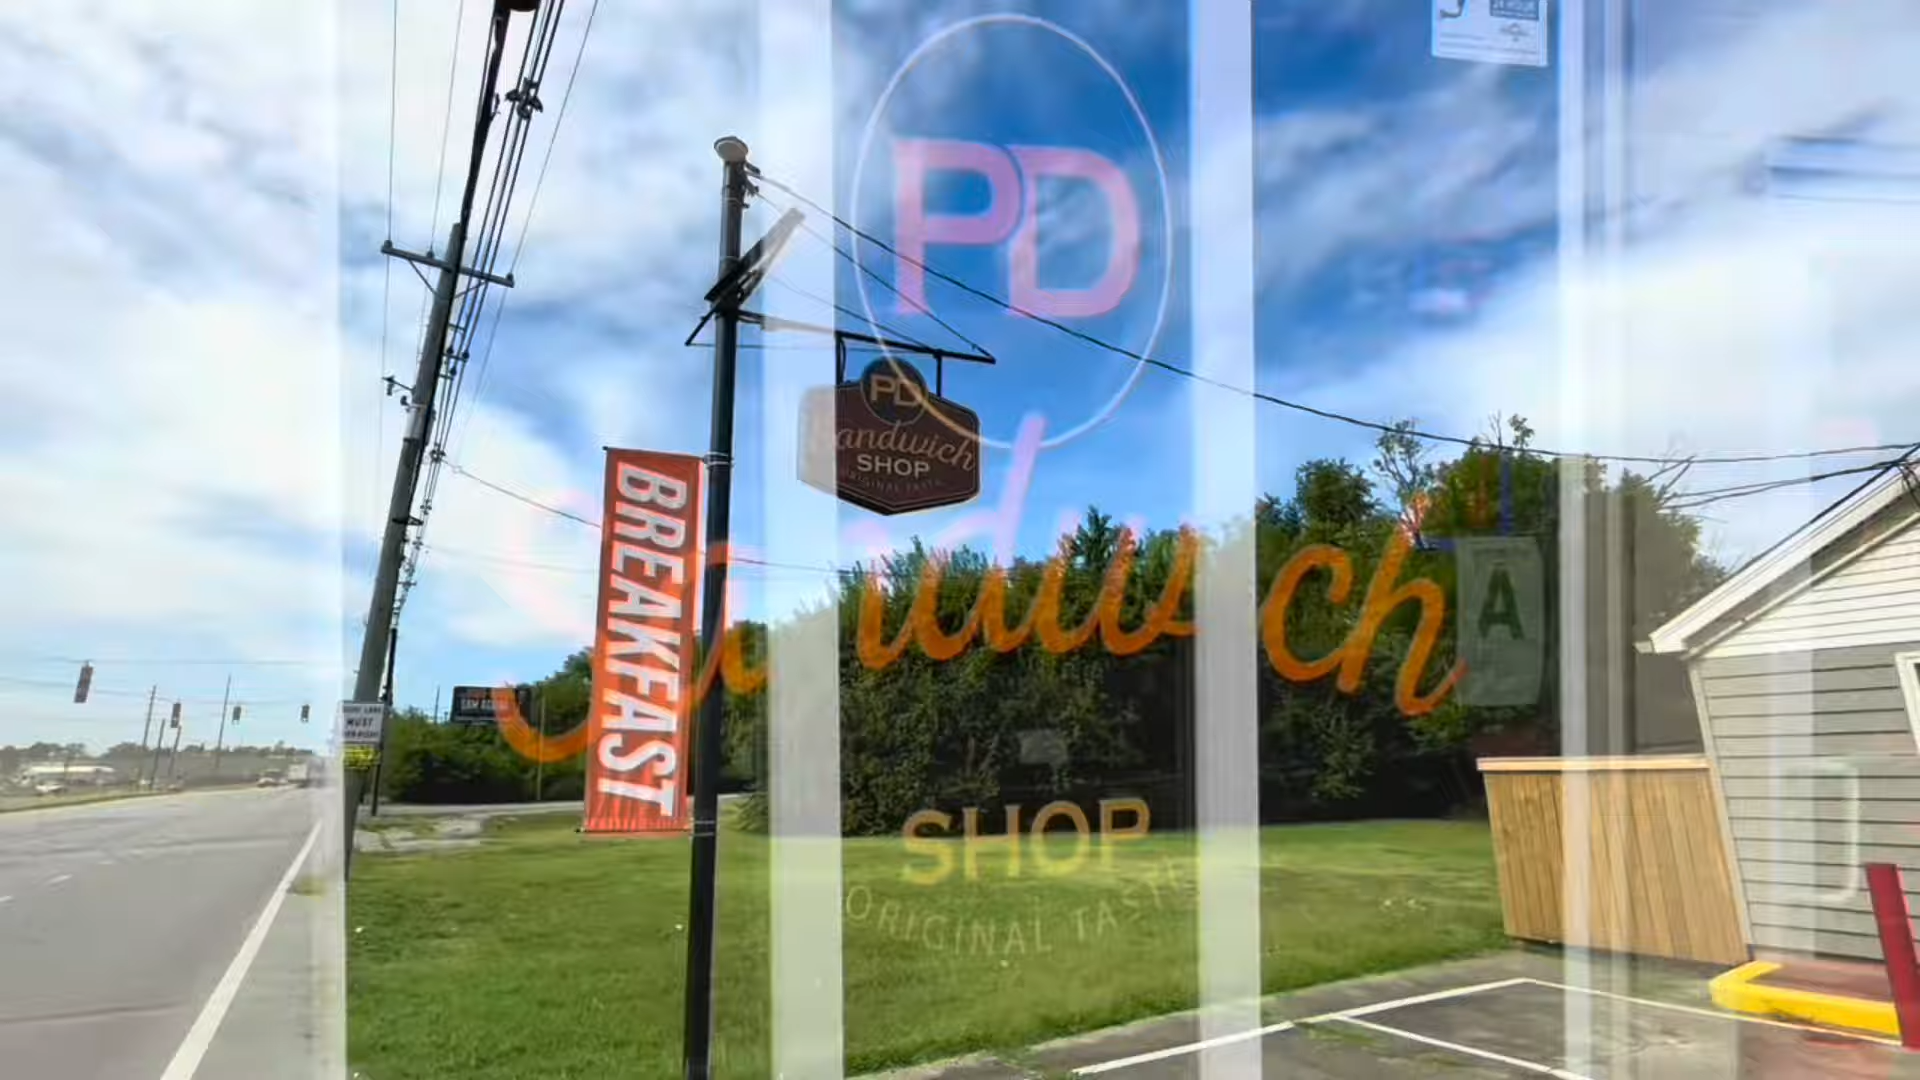 PD
PD
Sandwich
SHOP
ORIGINAL TASTE
BREAKFAST
Sandwich
A
MUST
SHOP
ORIGINAL TASTE